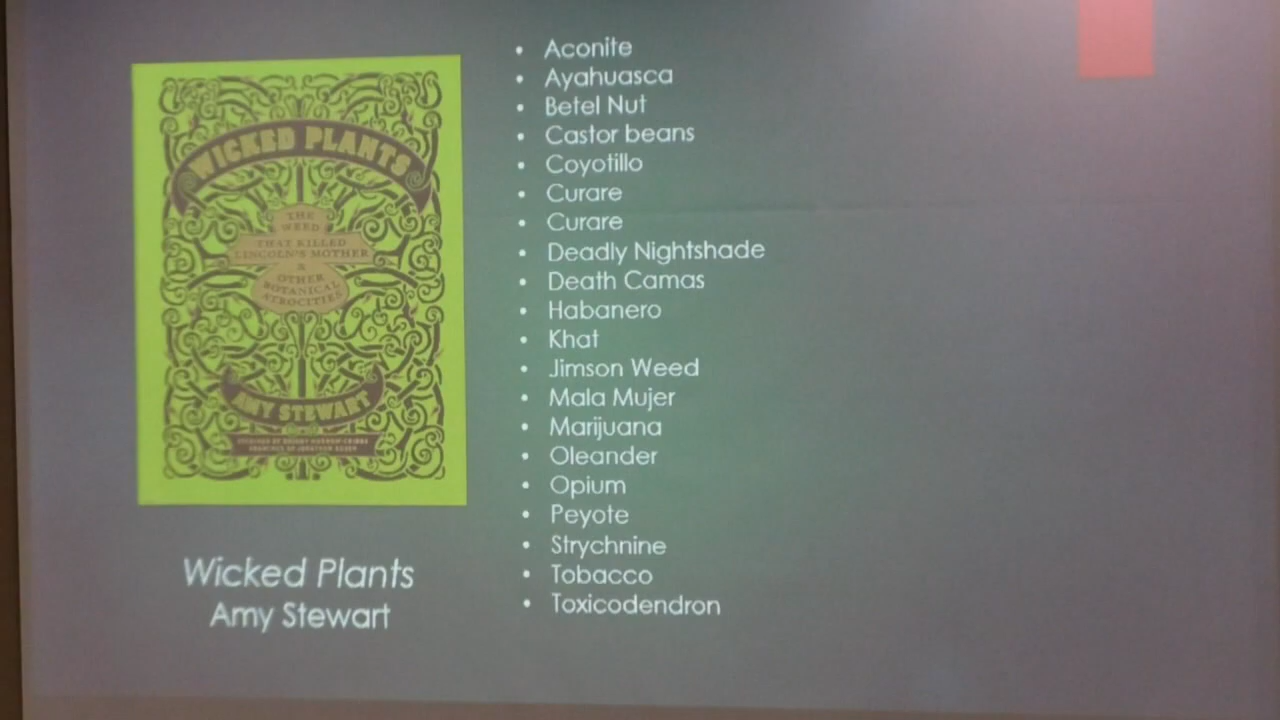 WICKED PLANTS
THE
WEED
THAT KILLED
LINCOLN'S MOTHER
&
OTHER
BOTANICAL
ATROCITIES
AMY STEWART
Wicked Plants
Amy Stewart
• Aconite
• Ayahuasca
• Betel Nut
• Castor beans
• Coyotillo
• Curare
• Curare
• Deadly Nightshade
• Death Camas
• Habanero
• Khat
• Jimson Weed
• Mala Mujer
• Marijuana
• Oleander
• Opium
• Peyote
• Strychnine
• Tobacco
• Toxicodendron